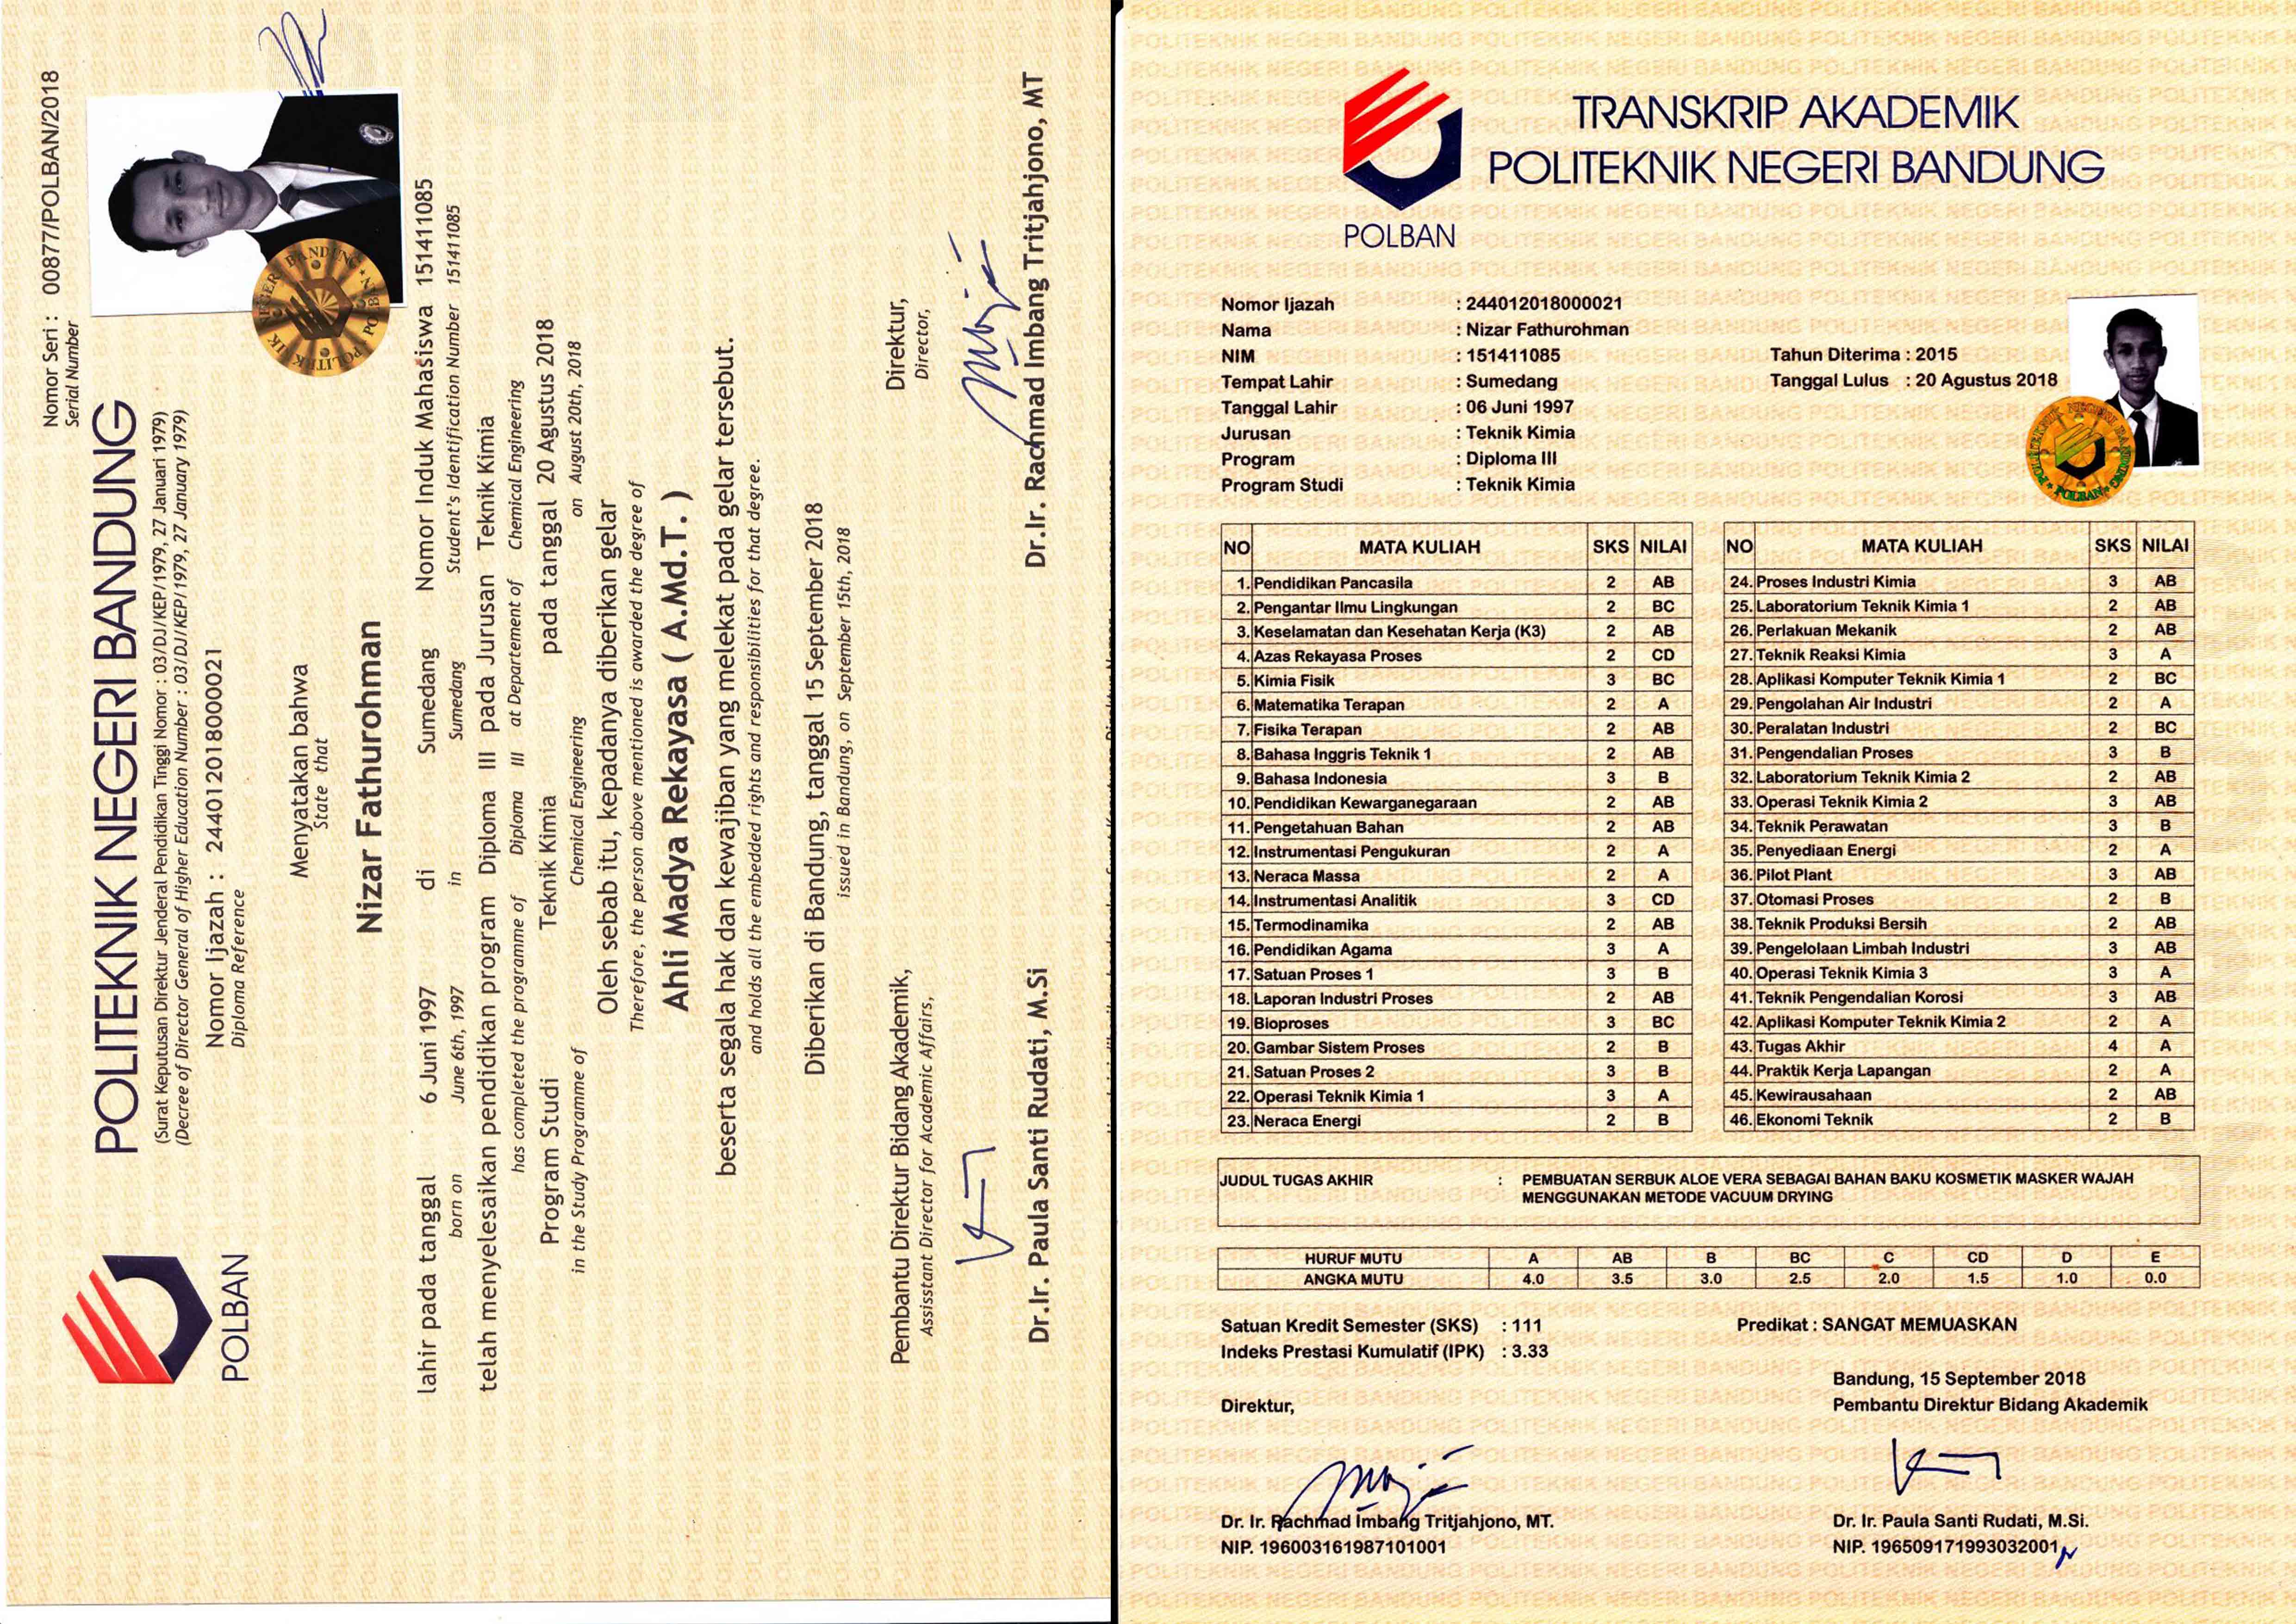 Nomor Seri : 00877/POLBAN/2018
Serial Number
POLBAN
POLITEKNIK NEGERI BANDUNG
(Surat Keputusan Direktur Jenderal Pendidikan Tinggi Nomor : 03/DJ/KEP/1979, 27 Januari 1979)
(Decree of Director General of Higher Education Number : 03/DJ/KEP/1979, 27 January 1979)
Nomor Ijazah : 244012018000021
Diploma Reference
Menyatakan bahwa
State that
Nizar Fathurohman
lahir pada tanggal 6 Juni 1997 di Sumedang Nomor Induk Mahasiswa 151411085
born on June 6th, 1997 in Sumedang Student's Identification Number 151411085
telah menyelesaikan pendidikan program Diploma III pada Jurusan Teknik Kimia
has completed the programme of Diploma III at Departement of Chemical Engineering
Program Studi Teknik Kimia pada tanggal 20 Agustus 2018
in the Study Programme of Chemical Engineering on August 20th, 2018
Oleh sebab itu, kepadanya diberikan gelar
Therefore, the person above mentioned is awarded the degree of
Ahli Madya Rekayasa ( A.Md.T. )
beserta segala hak dan kewajiban yang melekat pada gelar tersebut.
and holds all the embedded rights and responsibilities for that degree.
Diberikan di Bandung, tanggal 15 September 2018
issued in Bandung, on September 15th, 2018
Pembantu Direktur Bidang Akademik,
Assisstant Director for Academic Affairs,
Dr.Ir. Paula Santi Rudati, M.Si
Direktur,
Director,
Dr.Ir. Rachmad Imbang Tritjahjono, MT
POLBAN
TRANSKRIP AKADEMIK
POLITEKNIK NEGERI BANDUNG
Nomor Ijazah : 244012018000021
Nama : Nizar Fathurohman
NIM : 151411085
Tempat Lahir : Sumedang
Tanggal Lahir : 06 Juni 1997
Jurusan : Teknik Kimia
Program : Diploma III
Program Studi : Teknik Kimia
Tahun Diterima : 2015
Tanggal Lulus : 20 Agustus 2018
NO MATA KULIAH SKS NILAI
1. Pendidikan Pancasila 2 AB
2. Pengantar Ilmu Lingkungan 2 BC
3. Keselamatan dan Kesehatan Kerja (K3) 2 AB
4. Azas Rekayasa Proses 2 CD
5. Kimia Fisik 3 BC
6. Matematika Terapan 2 A
7. Fisika Terapan 2 AB
8. Bahasa Inggris Teknik 1 2 AB
9. Bahasa Indonesia 3 B
10. Pendidikan Kewarganegaraan 2 AB
11. Pengetahuan Bahan 2 AB
12. Instrumentasi Pengukuran 2 A
13. Neraca Massa 2 A
14. Instrumentasi Analitik 3 CD
15. Termodinamika 2 AB
16. Pendidikan Agama 3 A
17. Satuan Proses 1 3 B
18. Laporan Industri Proses 2 AB
19. Bioproses 3 BC
20. Gambar Sistem Proses 2 B
21. Satuan Proses 2 3 B
22. Operasi Teknik Kimia 1 3 A
23. Neraca Energi 2 B
NO MATA KULIAH SKS NILAI
24. Proses Industri Kimia 3 AB
25. Laboratorium Teknik Kimia 1 2 AB
26. Perlakuan Mekanik 2 AB
27. Teknik Reaksi Kimia 3 A
28. Aplikasi Komputer Teknik Kimia 1 2 BC
29. Pengolahan Air Industri 2 A
30. Peralatan Industri 2 BC
31. Pengendalian Proses 3 B
32. Laboratorium Teknik Kimia 2 2 AB
33. Operasi Teknik Kimia 2 3 AB
34. Teknik Perawatan 3 B
35. Penyediaan Energi 2 A
36. Pilot Plant 3 AB
37. Otomasi Proses 2 B
38. Teknik Produksi Bersih 2 AB
39. Pengelolaan Limbah Industri 3 AB
40. Operasi Teknik Kimia 3 3 A
41. Teknik Pengendalian Korosi 3 AB
42. Aplikasi Komputer Teknik Kimia 2 2 A
43. Tugas Akhir 4 A
44. Praktik Kerja Lapangan 2 A
45. Kewirausahaan 2 AB
46. Ekonomi Teknik 2 B
JUDUL TUGAS AKHIR : PEMBUATAN SERBUK ALOE VERA SEBAGAI BAHAN BAKU KOSMETIK MASKER WAJAH
MENGGUNAKAN METODE VACUUM DRYING
HURUF MUTU A AB B BC C CD D E
ANGKA MUTU 4.0 3.5 3.0 2.5 2.0 1.5 1.0 0.0
Satuan Kredit Semester (SKS) : 111
Indeks Prestasi Kumulatif (IPK) : 3.33
Predikat : SANGAT MEMUASKAN
Bandung, 15 September 2018
Direktur,
Pembantu Direktur Bidang Akademik
Dr. Ir. Rachmad Imbang Tritjahjono, MT.
NIP. 196003161987101001
Dr. Ir. Paula Santi Rudati, M.Si.
NIP. 196509171993032001